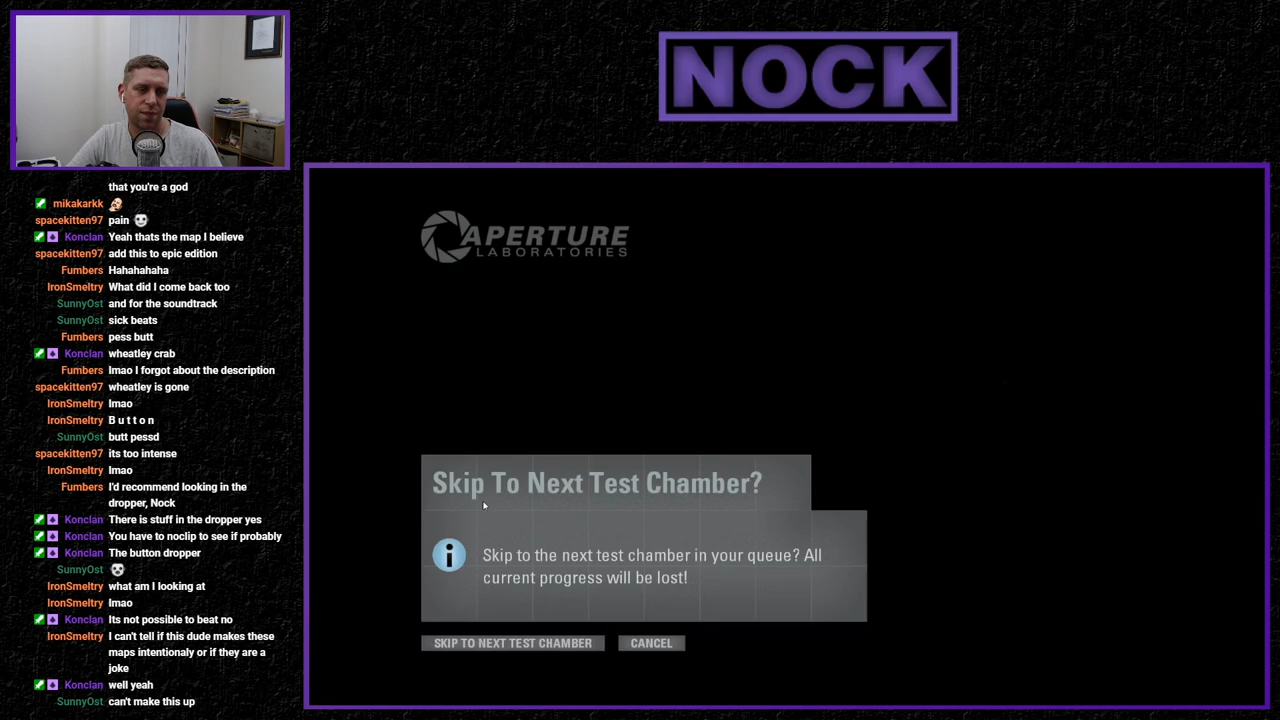 NOCK
that you're a god
mikakarkk
spacekitten97 pain
Konclan Yeah thats the map I believe
spacekitten97 add this to epic edition
Fumbers Hahahahaha
IronSmeltry What did I come back too
SunnyOst and for the soundtrack
SunnyOst sick beats
Fumbers pess butt
Konclan wheatley crab
Fumbers lmao I forgot about the description
spacekitten97 wheatley is gone
IronSmeltry lmao
IronSmeltry B u t t o n
SunnyOst butt pessd
spacekitten97 its too intense
IronSmeltry lmao
Fumbers I'd recommend looking in the
dropper, Nock
Konclan There is stuff in the dropper yes
Konclan You have to noclip to see if probably
Konclan The button dropper
SunnyOst
IronSmeltry what am I looking at
IronSmeltry lmao
Konclan Its not possible to beat no
IronSmeltry I can't tell if this dude makes these
maps intentionaly or if they are a
joke
Konclan well yeah
SunnyOst can't make this up
APERTURE
LABORATORIES
Skip To Next Test Chamber?
Skip to the next test chamber in your queue? All
current progress will be lost!
SKIP TO NEXT TEST CHAMBER
CANCEL